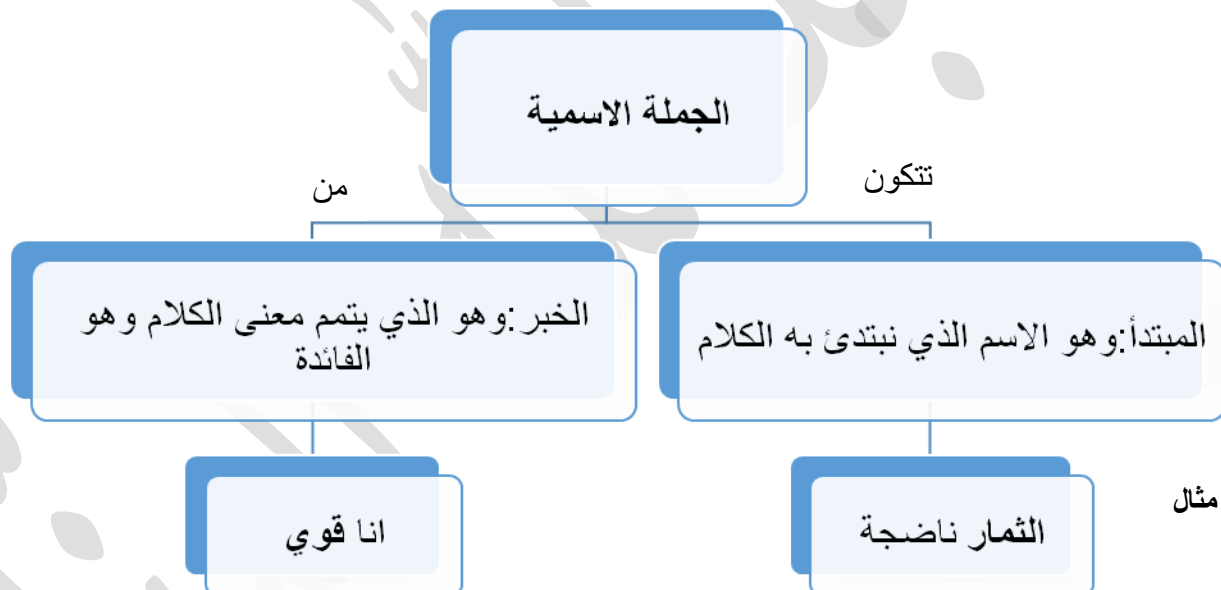 الجملة الاسمية
تتكون
من
المبتدأ:وهو الاسم الذي نبتدئ به الكلام
الخبر:وهو الذي يتمم معنى الكلام وهو
الفائدة
مثال
الثمار ناضجة
انا قوي